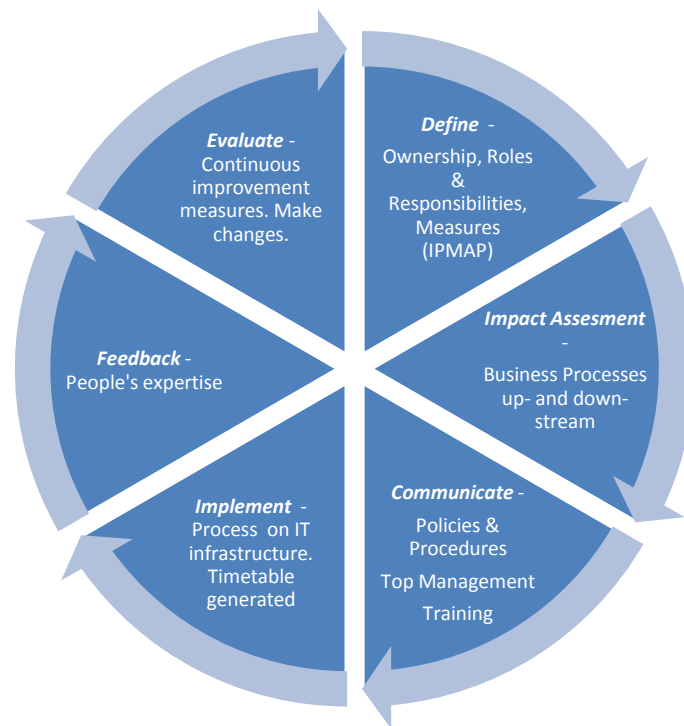 Define -
Ownership, Roles
&
Responsibilities,
Measures
(IPMAP)
Impact Assesment
-
Business Processes
up- and down-
stream
Communicate -
Policies &
Procedures
Top Management
Training
Implement -
Process on IT
infrastructure.
Timetable
generated
Feedback -
People's expertise
Evaluate -
Continuous
improvement
measures. Make
changes.